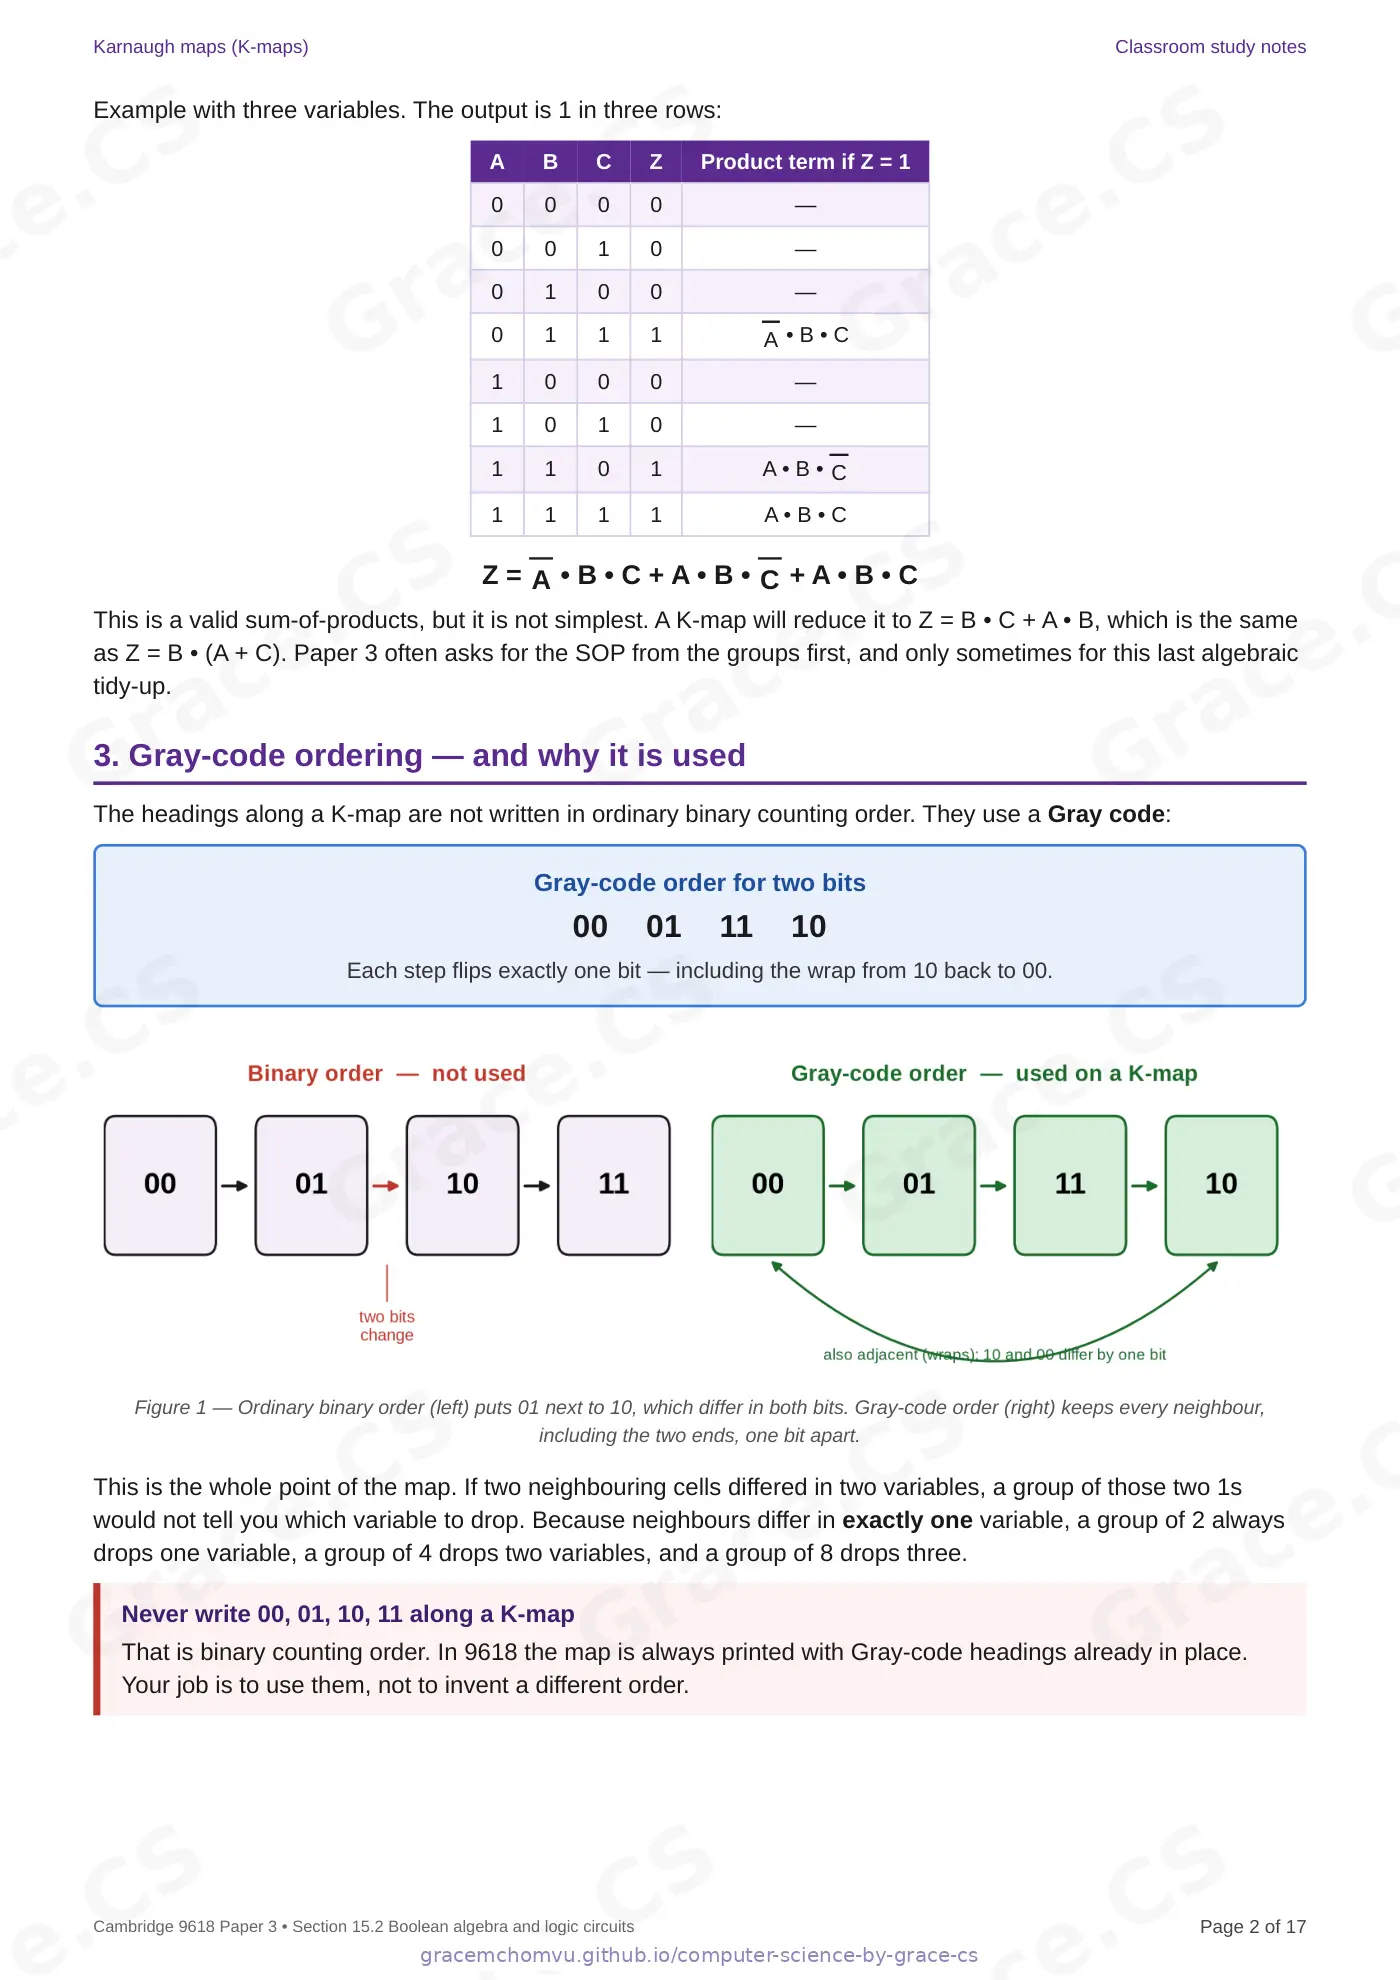 Karnaugh maps (K-maps) Classroom study notes
Example with three variables. The output is 1 in three rows:
A B C Z Product term if Z = 1
0 0 0 0 —
0 0 1 0 —
0 1 0 0 —
0 1 1 1 A̅ • B • C
1 0 0 0 —
1 0 1 0 —
1 1 0 1 A • B • C̅
1 1 1 1 A • B • C
Z = A̅ • B • C + A • B • C̅ + A • B • C
This is a valid sum-of-products, but it is not simplest. A K-map will reduce it to Z = B • C + A • B, which is the same
as Z = B • (A + C). Paper 3 often asks for the SOP from the groups first, and only sometimes for this last algebraic
tidy-up.
3. Gray-code ordering — and why it is used
The headings along a K-map are not written in ordinary binary counting order. They use a Gray code:
Gray-code order for two bits
00 01 11 10
Each step flips exactly one bit — including the wrap from 10 back to 00.
Binary order — not used
00 01 10 11
two bits
change
Gray-code order — used on a K-map
00 01 11 10
also adjacent (wraps): 10 and 00 differ by one bit
Figure 1 — Ordinary binary order (left) puts 01 next to 10, which differ in both bits. Gray-code order (right) keeps every neighbour,
including the two ends, one bit apart.
This is the whole point of the map. If two neighbouring cells differed in two variables, a group of those two 1s
would not tell you which variable to drop. Because neighbours differ in exactly one variable, a group of 2 always
drops one variable, a group of 4 drops two variables, and a group of 8 drops three.
Never write 00, 01, 10, 11 along a K-map
That is binary counting order. In 9618 the map is always printed with Gray-code headings already in place.
Your job is to use them, not to invent a different order.
Cambridge 9618 Paper 3 • Section 15.2 Boolean algebra and logic circuits Page 2 of 17
gracemchomvu.github.io/computer-science-by-grace-cs
Grace.CS